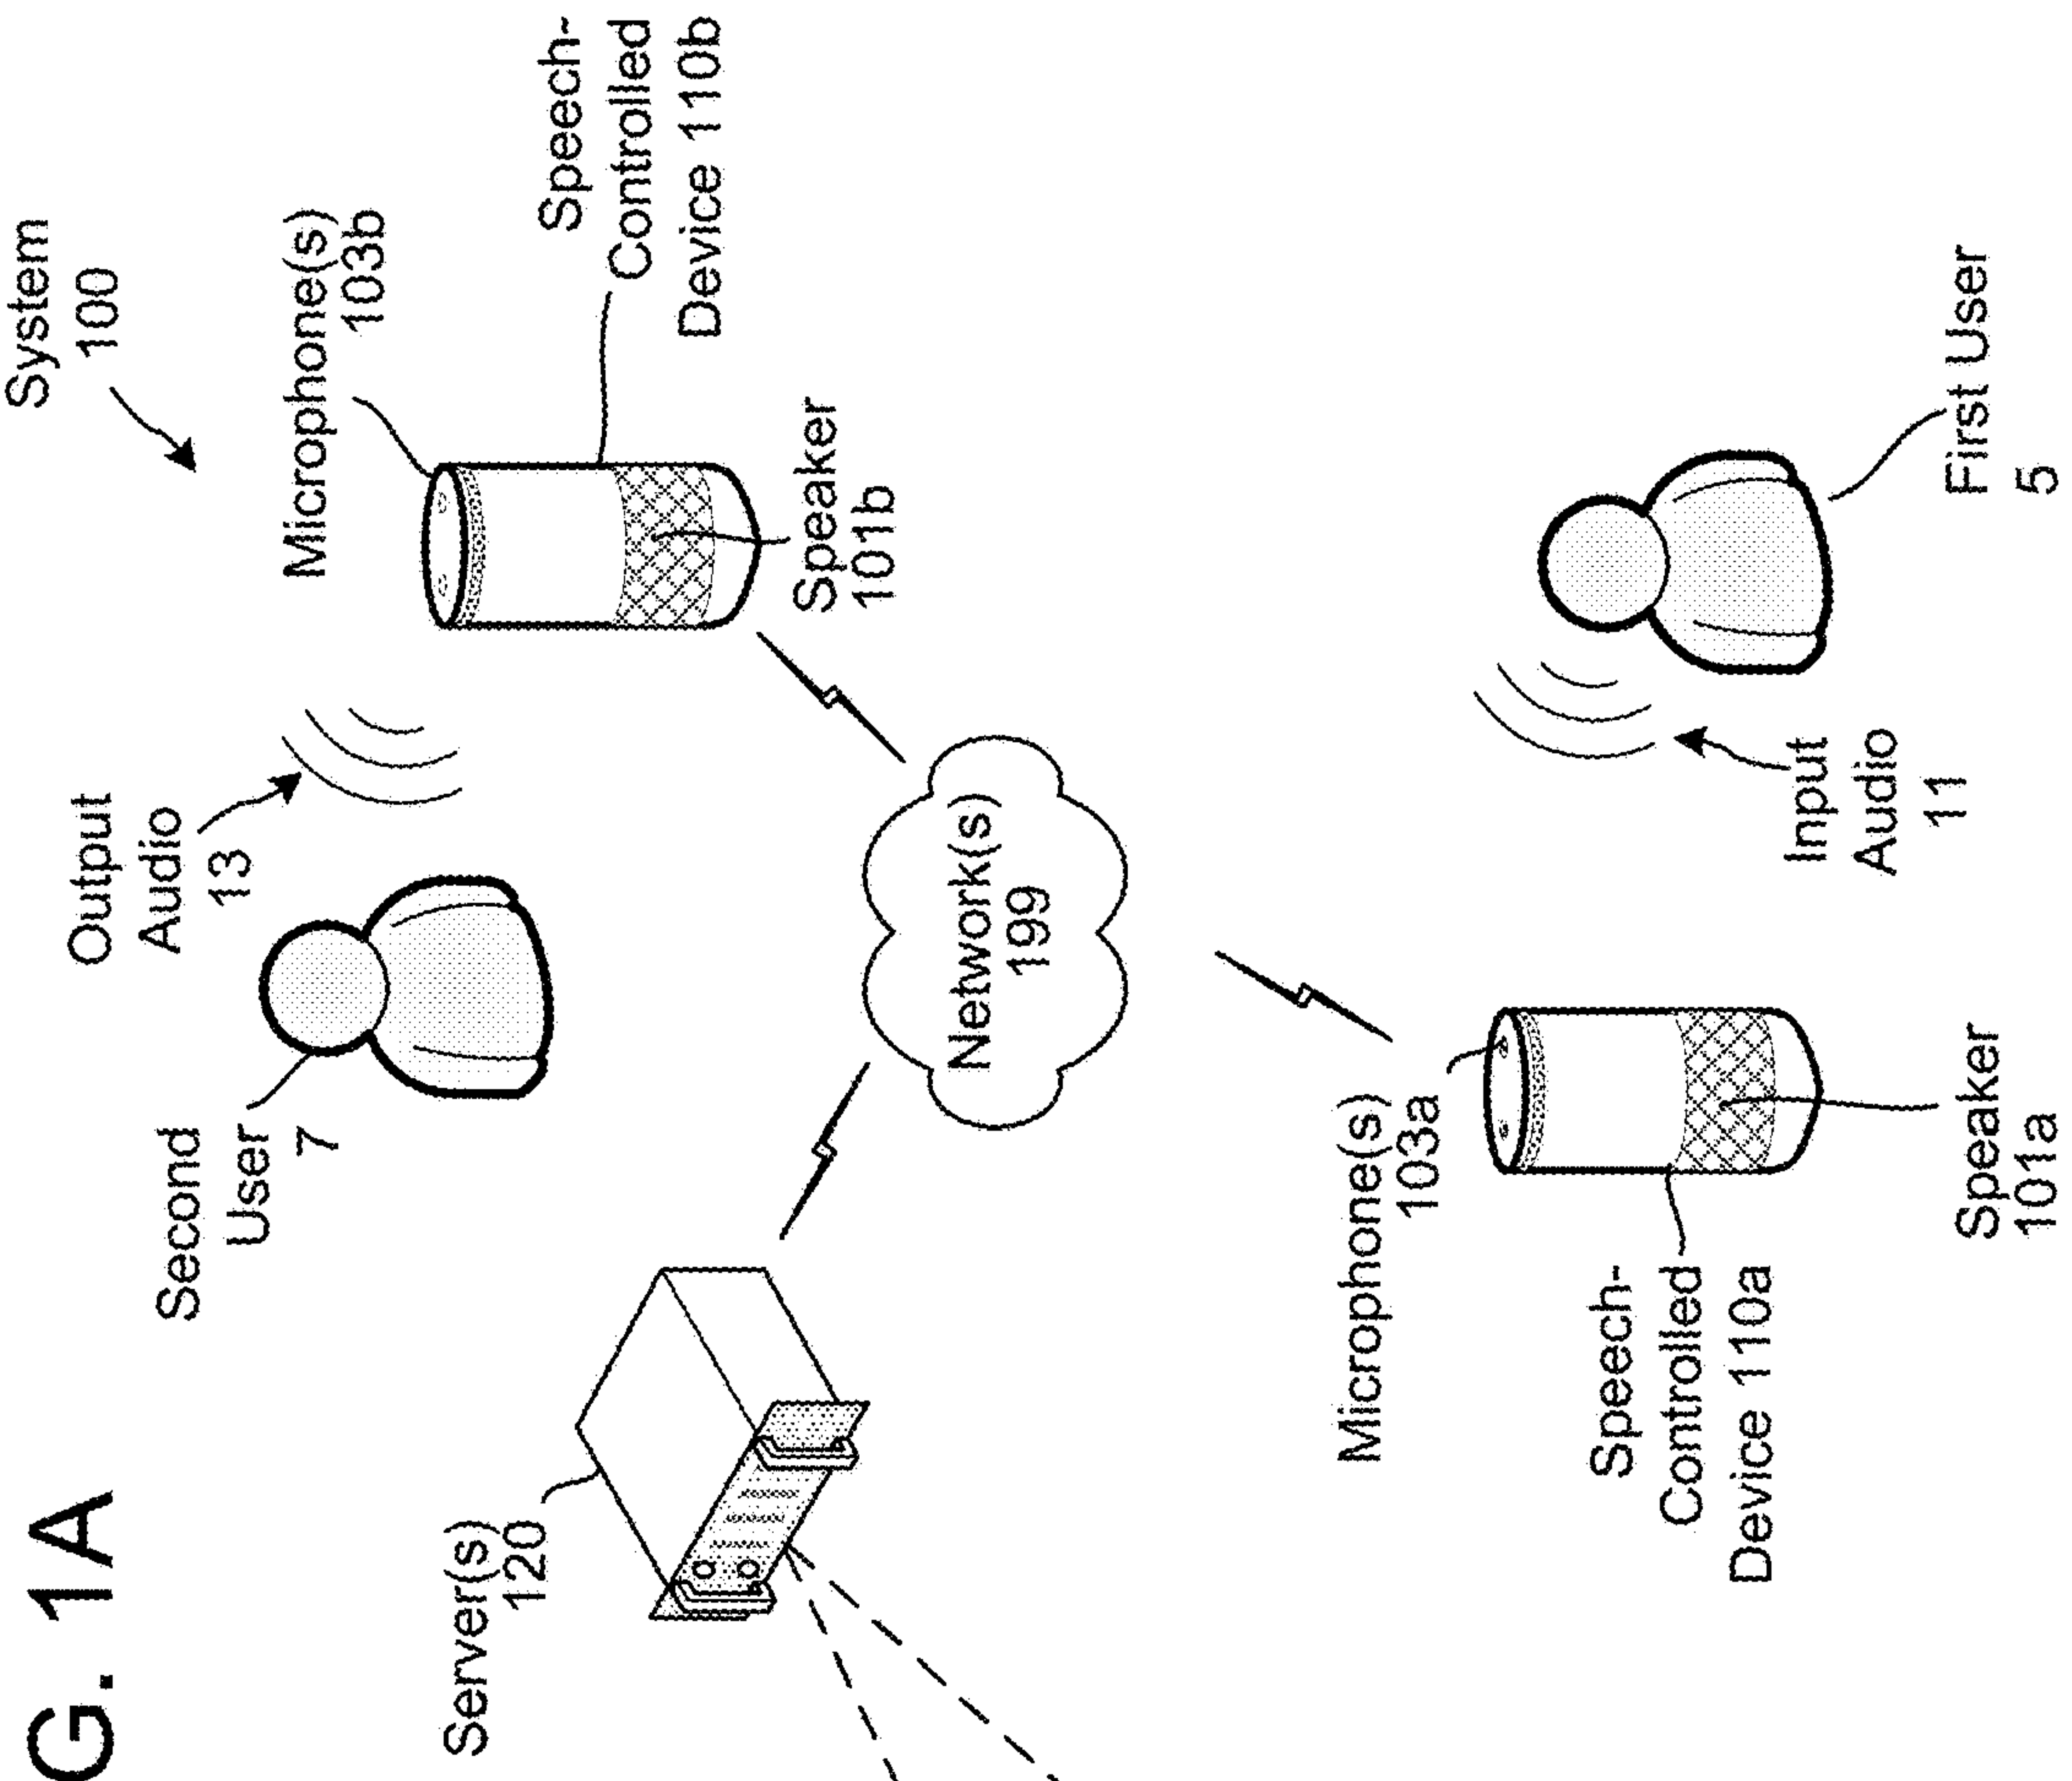 G. 1A
System
100
Output
Audio
13
Microphone(s)
103b
Speech-
Controlled
Device 110b
Second
User
7
Speaker
101b
Server(s)
120
Network(s)
199
Microphone(s)
103a
Input
Audio
11
First User
5
Speech-
Controlled
Device 110a
Speaker
101a